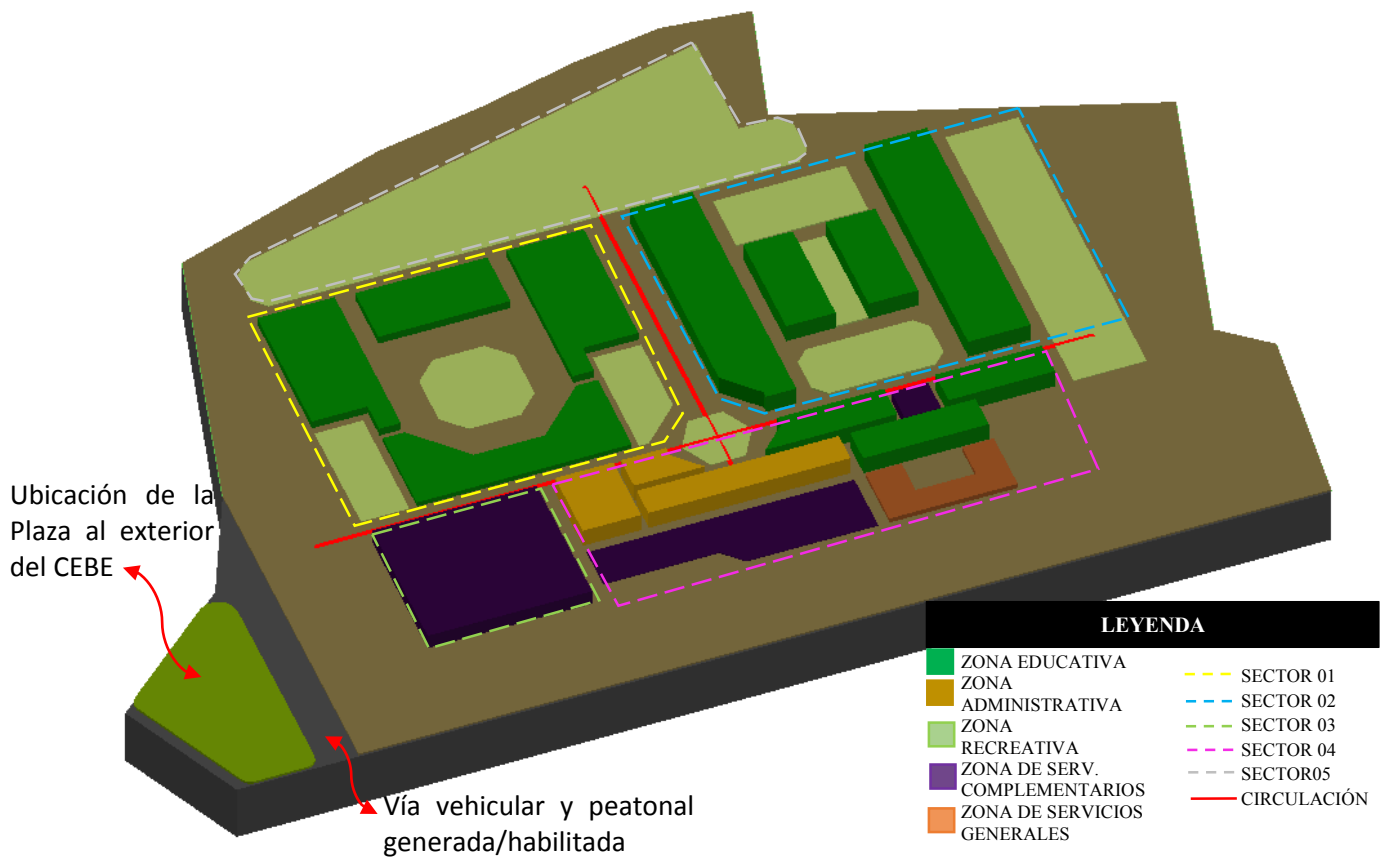 Ubicación de la
Plaza al exterior
del CEBE
Vía vehicular y peatonal
generada/habilitada
LEYENDA
ZONA EDUCATIVA
ZONA
ADMINISTRATIVA
ZONA
RECREATIVA
ZONA DE SERV.
COMPLEMENTARIOS
ZONA DE SERVICIOS
GENERALES
SECTOR 01
SECTOR 02
SECTOR 03
SECTOR 04
SECTOR05
CIRCULACIÓN